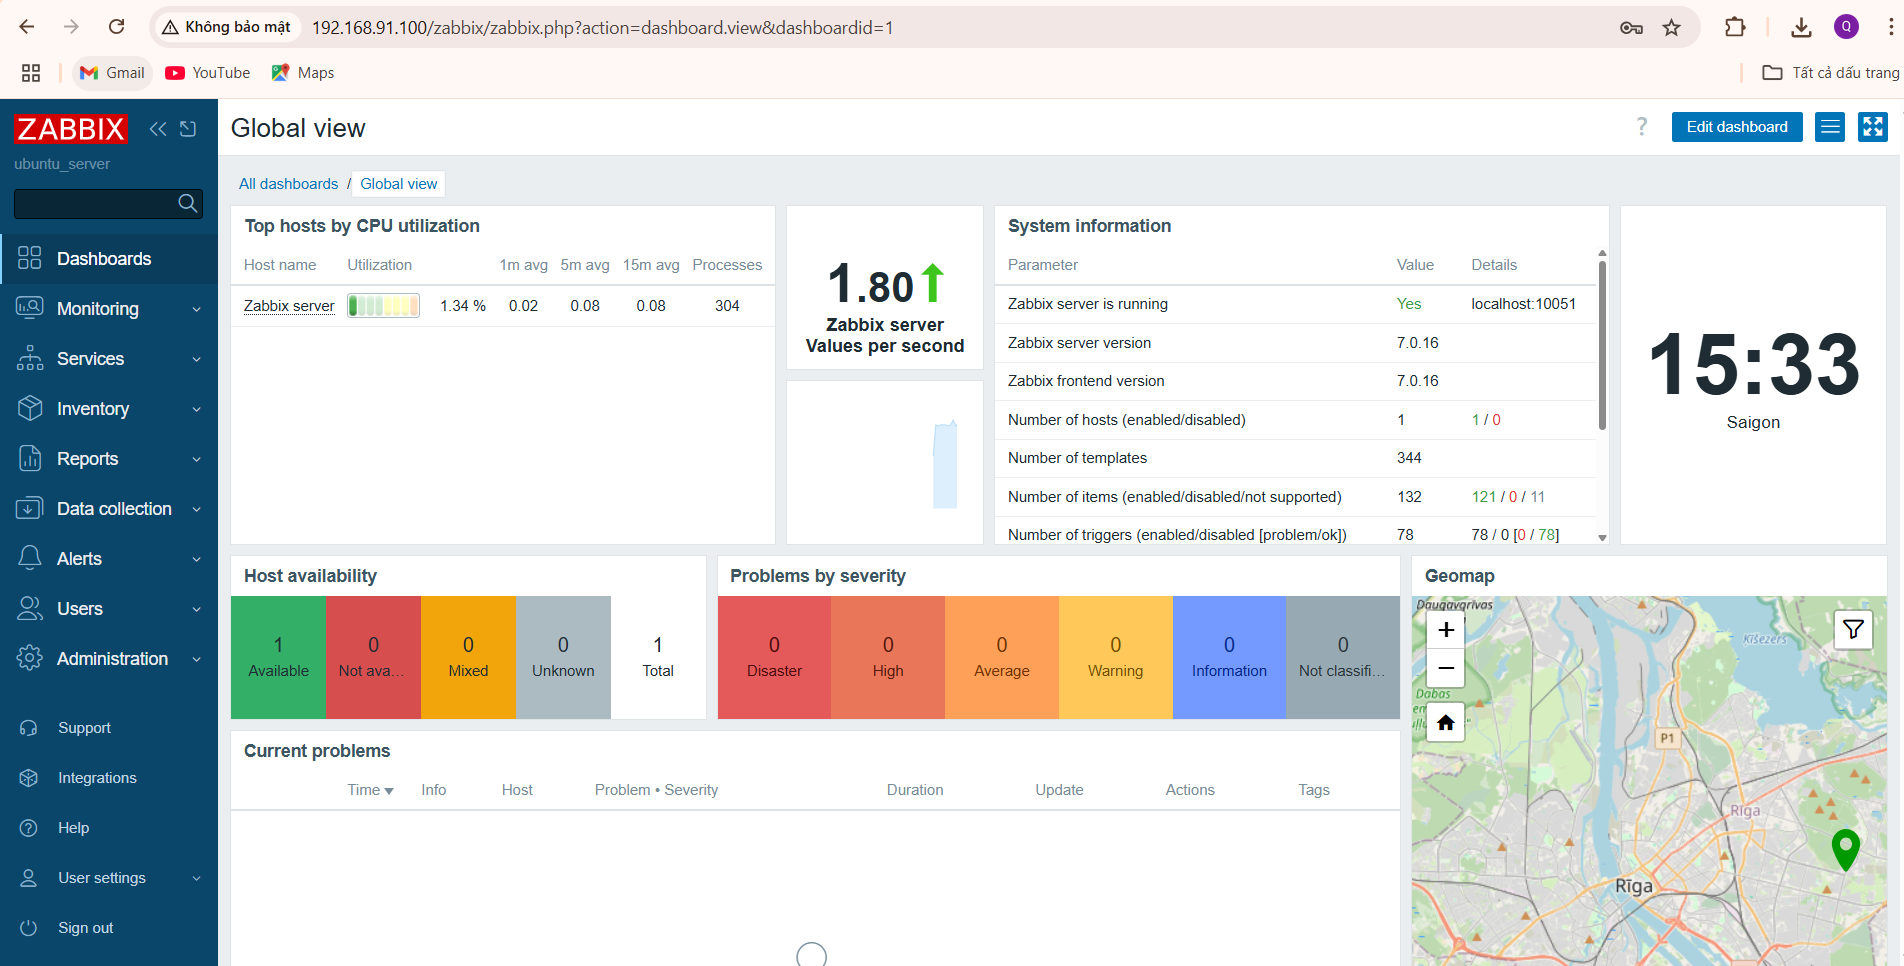 Không bảo mật
192.168.91.100/zabbix/zabbix.php?action=dashboard.view&dashboardid=1
Q
Gmail
YouTube
Maps
Tất cả dấu trang
ZABBIX
ubuntu_server
Dashboards
Monitoring
Services
Inventory
Reports
Data collection
Alerts
Users
Administration
Support
Integrations
Help
User settings
Sign out
Global view
?
Edit dashboard
All dashboards / Global view
Top hosts by CPU utilization
Host name Utilization 1m avg 5m avg 15m avg Processes
Zabbix server 1.34 % 0.02 0.08 0.08 304
1.80
Zabbix server
Values per second
System information
Parameter Value Details
Zabbix server is running Yes localhost:10051
Zabbix server version 7.0.16
Zabbix frontend version 7.0.16
Number of hosts (enabled/disabled) 1 1 / 0
Number of templates 344
Number of items (enabled/disabled/not supported) 132 121 / 0 / 11
Number of triggers (enabled/disabled [problem/ok]) 78 78 / 0 [0 / 78]
15:33
Saigon
Host availability
1 Available
0 Not ava...
0 Mixed
0 Unknown
1 Total
Problems by severity
0 Disaster
0 High
0 Average
0 Warning
0 Information
0 Not classifi...
Current problems
Time Info Host Problem • Severity Duration Update Actions Tags
Geomap
Daugavgrīvas
Ķīšezers
+
−
Dabas
P1
Rīga
Rīga